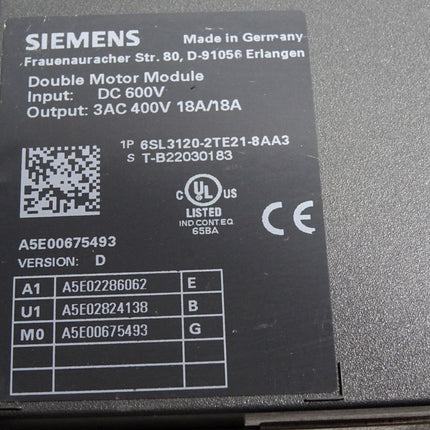 SIEMENS Made in Germany
Frauenauracher Str. 80, D-91056 Erlangen
Double Motor Module
Input: DC 600V
Output: 3AC 400V 18A/18A
1P 6SL3120-2TE21-8AA3
S T-B22030183
C UL US
LISTED
IND.CONT.EQ.
65BA
CE
A5E00675493
VERSION: D
A1 A5E02286062 E
U1 A5E02824138 B
M0 A5E00675493 G